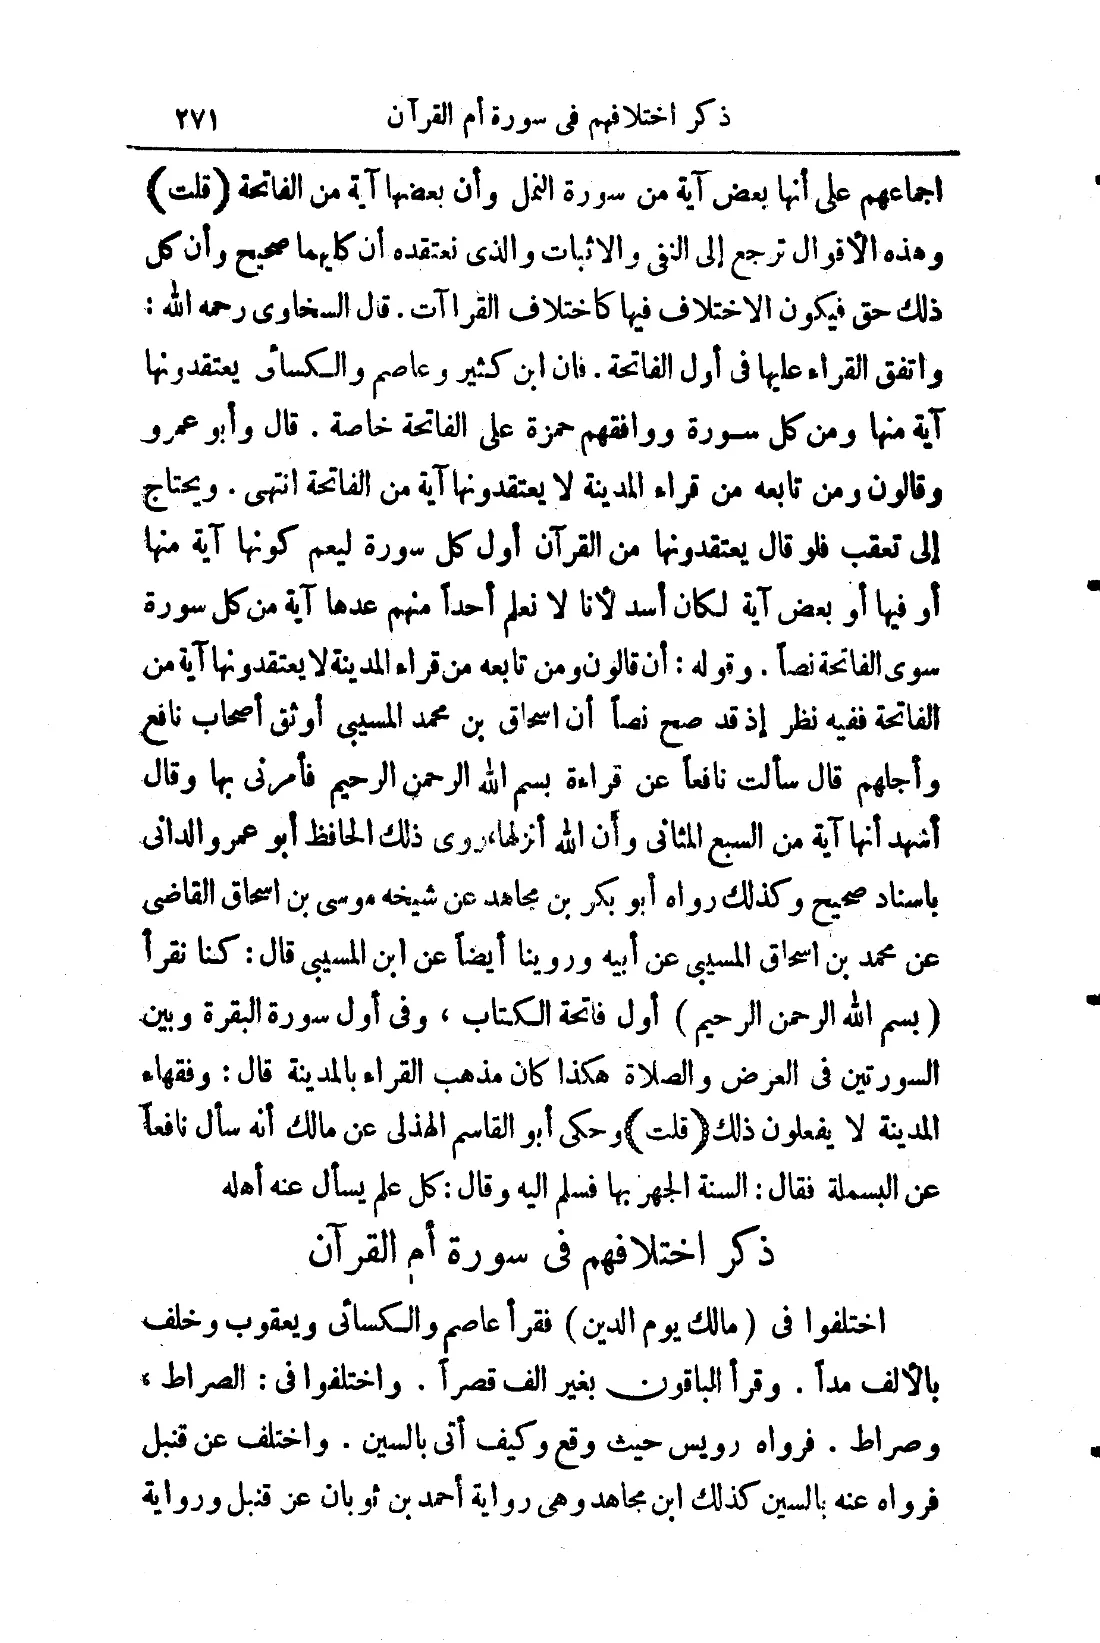 ذكر اختلافهم فى سورة أم القرآن ٢٧١
اجماعهم على أنها بعض آية من سورة النمل وأن بعضها آية من الفاتحة (قلت)
وهذه الأقوال ترجع إلى النفى والاثبات والذى نعتقده أن كليهما صحيح وأن كل
ذلك حق فيكون الاختلاف فيها كاختلاف القراآت. قال السخاوى رحمه الله :
واتفق القراء عليها فى أول الفاتحة. فان ابن كثير وعاصم والكسائى يعتقدونها
آية منها ومن كل سورة ووافقهم حمزة على الفاتحة خاصة . قال وأبو عمرو
وقالون ومن تابعه من قراء المدينة لا يعتقدونها آية من الفاتحة انتهى . ويحتاج
إلى تعقب فلو قال يعتقدونها من القرآن أول كل سورة ليعم كونها آية منها
أو فيها أو بعض آية لكان أسد لأنا لا نعلم أحداً منهم عدها آية من كل سورة
سوى الفاتحة نصاً . وقوله : أن قالون ومن تابعه من قراء المدينة لا يعتقدونها آية من
الفاتحة ففيه نظر إذ قد صح نصاً أن اسحاق بن محمد المسيبى أوثق أصحاب نافع
وأجلهم قال سألت نافعاً عن قراءة بسم الله الرحمن الرحيم فأمرنى بها وقال
أشهد أنها آية من السبع المثانى وأن الله أنزلها، روى ذلك الحافظ أبو عمرو الدانى
باسناد صحيح وكذلك رواه أبو بكر بن مجاهد عن شيخه موسى بن اسحاق القاضى
عن محمد بن اسحاق المسيبى عن أبيه وروينا أيضاً عن ابن المسيبى قال : كنا نقرأ
( بسم الله الرحمن الرحيم ) أول فاتحة الكتاب ، وفى أول سورة البقرة وبين
السورتين فى العرض والصلاة هكذا كان مذهب القراء بالمدينة قال : وفقهاء
المدينة لا يفعلون ذلك (قلت) وحكى أبو القاسم الهذلى عن مالك أنه سأل نافعاً
عن البسملة فقال : السنة الجهر بها فسلم اليه وقال : كل علم يسأل عنه أهله
ذكر اختلافهم فى سورة أم القرآن
اختلفوا فى ( مالك يوم الدين ) فقرأ عاصم والكسائى ويعقوب وخلف
بالألف مداً . وقرأ الباقون بغير الف قصراً . واختلفوا فى : الصراط ،
وصراط . فرواه رويس حيث وقع وكيف أتى بالسين . واختلف عن قنبل
فرواه عنه بالسين كذلك ابن مجاهد وهى رواية أحمد بن ثوبان عن قنبل ورواية